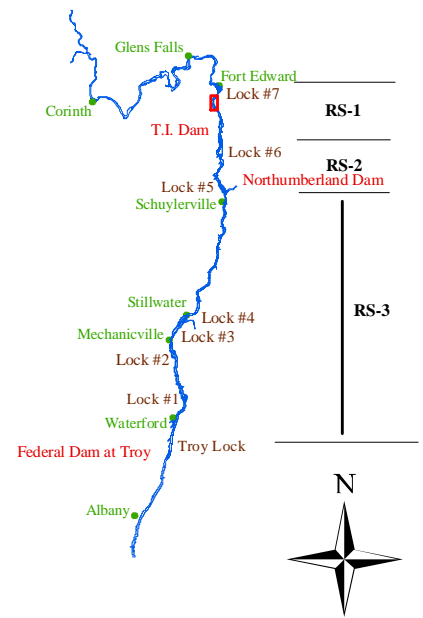 Glens Falls
Fort Edward
Lock #7
Corinth
RS-1
T.I. Dam
Lock #6
RS-2
Northumberland Dam
Lock #5
Schuylerville
Stillwater
RS-3
Lock #4
Mechanicville
Lock #3
Lock #2
Lock #1
Waterford
Troy Lock
Federal Dam at Troy
N
Albany